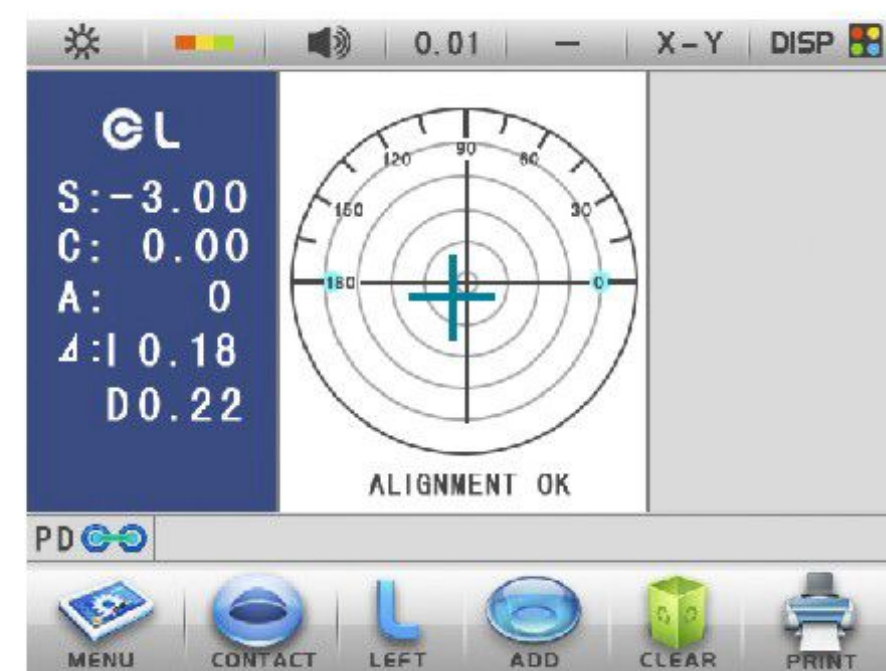 0.01 — X-Y DISP
L
S:-3.00
C: 0.00
A: 0
⊿:I 0.18
D0.22
120 90 60
150 30
180 0
ALIGNMENT OK
PD
MENU CONTACT LEFT ADD CLEAR PRINT